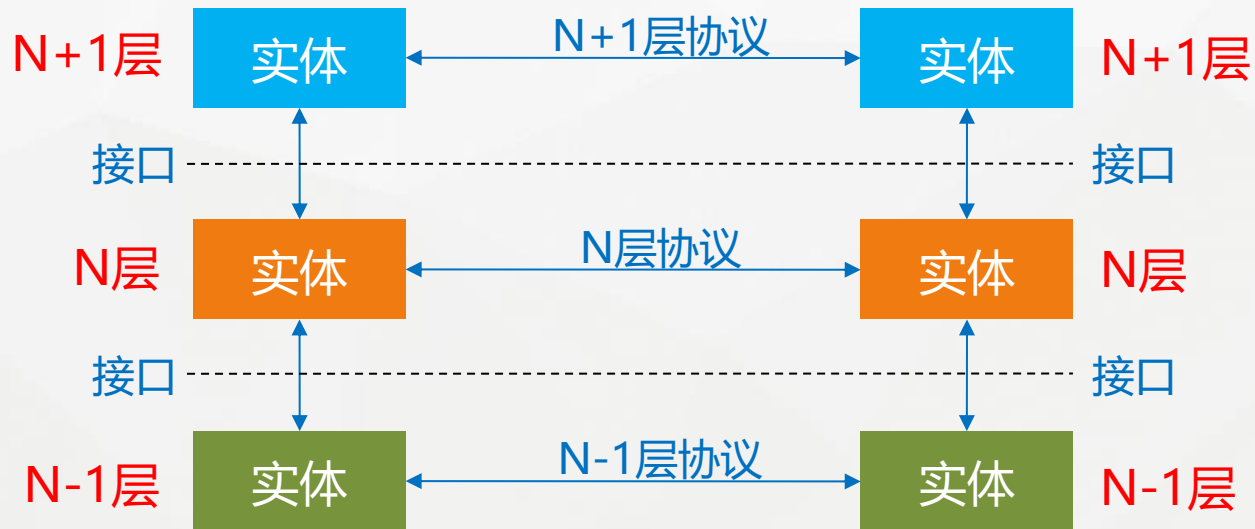 N+1层 实体 N+1层协议 实体 N+1层
接口 接口
N层 实体 N层协议 实体 N层
接口 接口
N-1层 实体 N-1层协议 实体 N-1层